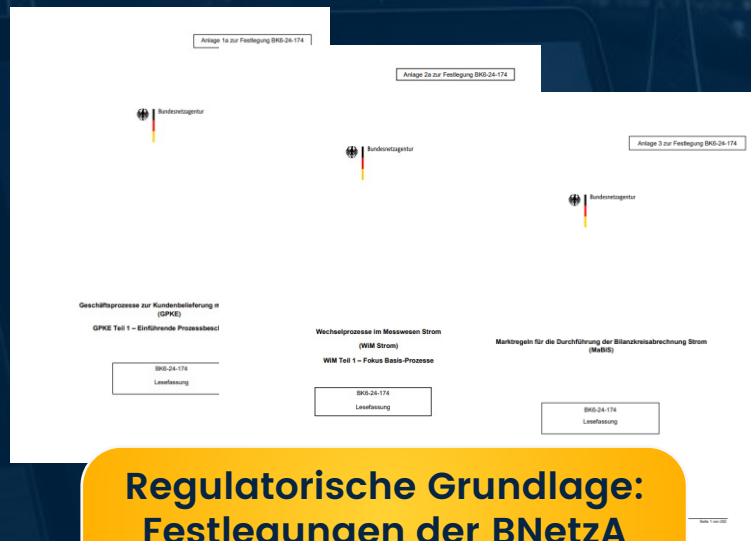 Anlage 1a zur Festlegung BK6-24-174
Bundesnetzagentur
Geschäftsprozesse zur Kundenbelieferung m
(GPKE)
GPKE Teil 1 – Einführende Prozessbescl
BK6-24-174
Lesefassung
Anlage 2a zur Festlegung BK6-24-174
Bundesnetzagentur
Wechselprozesse im Messwesen Strom
(WiM Strom)
WiM Teil 1 – Fokus Basis-Prozesse
BK6-24-174
Lesefassung
Anlage 3 zur Festlegung BK6-24-174
Bundesnetzagentur
Marktregeln für die Durchführung der Bilanzkreisabrechnung Strom
(MaBiS)
BK6-24-174
Lesefassung
Regulatorische Grundlage:
Festlegungen der BNetzA